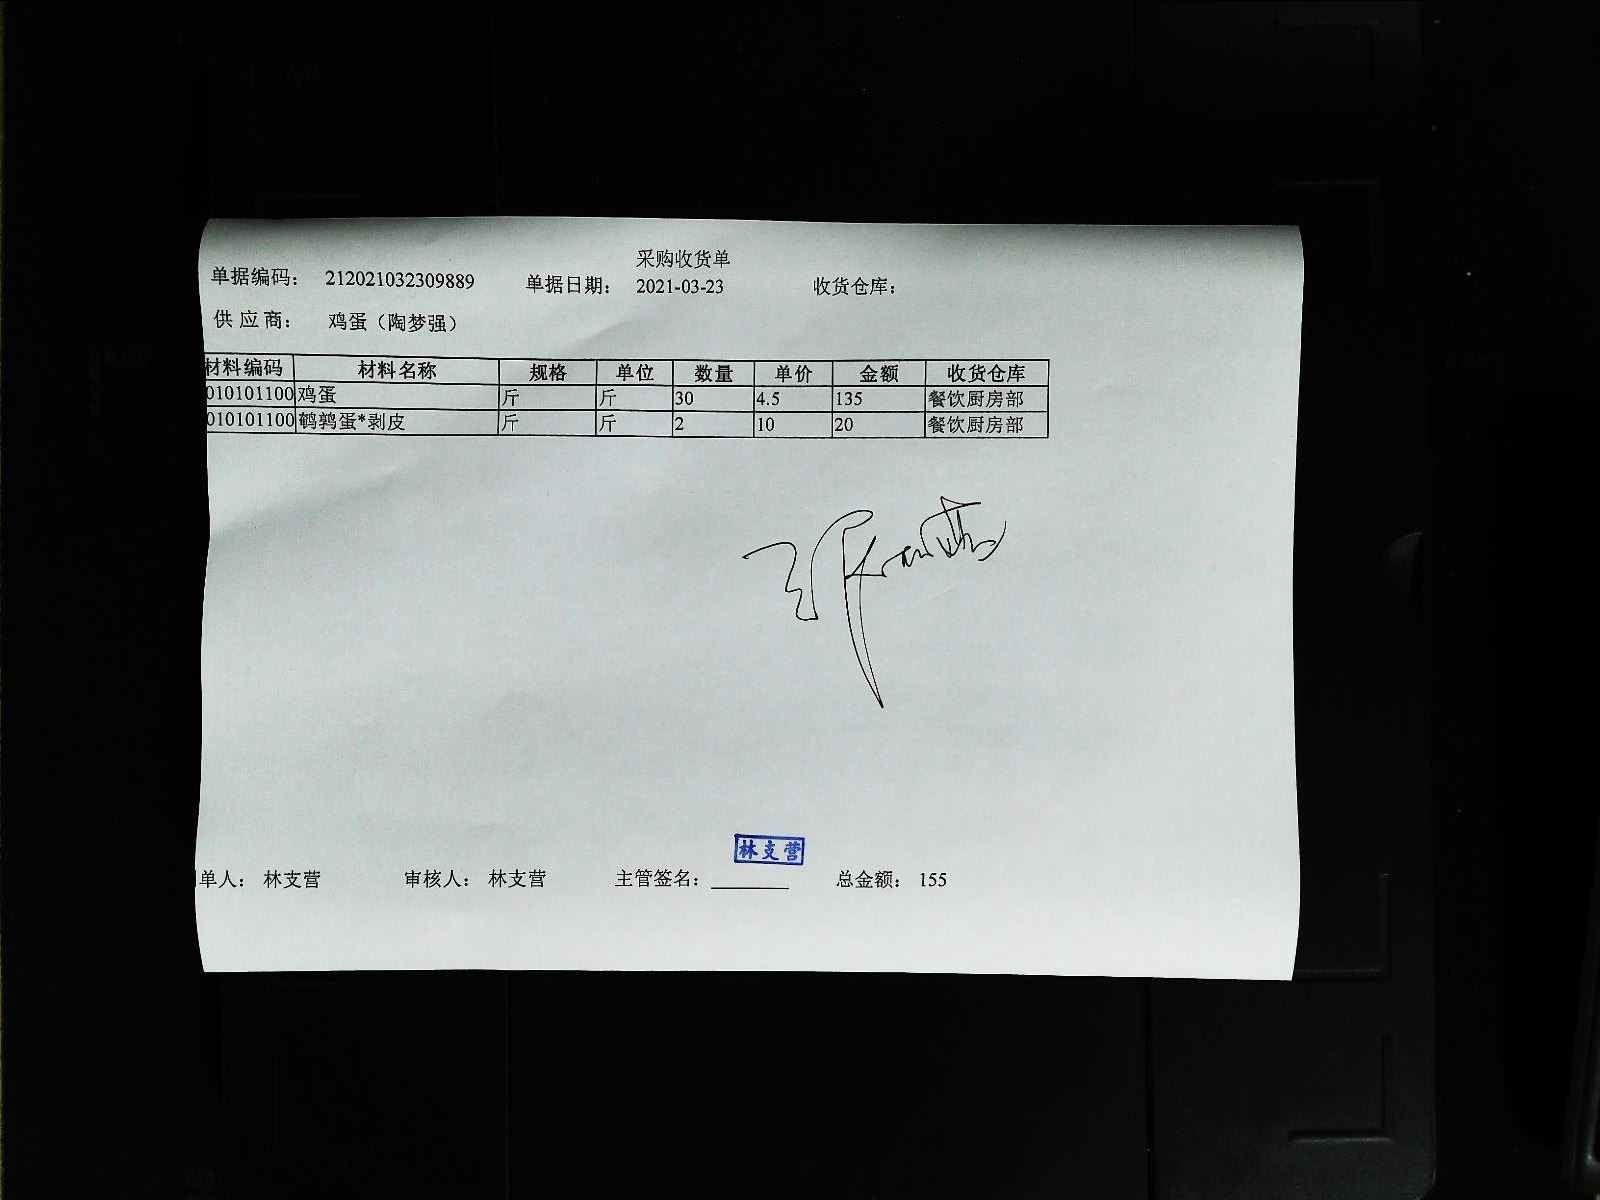 采购收货单
单据编码： 212021032309889 单据日期： 2021-03-23 收货仓库：
供应商： 鸡蛋（陶梦强）
材料编码 材料名称 规格 单位 数量 单价 金额 收货仓库
010101100 鸡蛋 斤 斤 30 4.5 135 餐饮厨房部
010101100 鹌鹑蛋*剥皮 斤 斤 2 10 20 餐饮厨房部
林支营
单人： 林支营 审核人： 林支营 主管签名： 总金额： 155